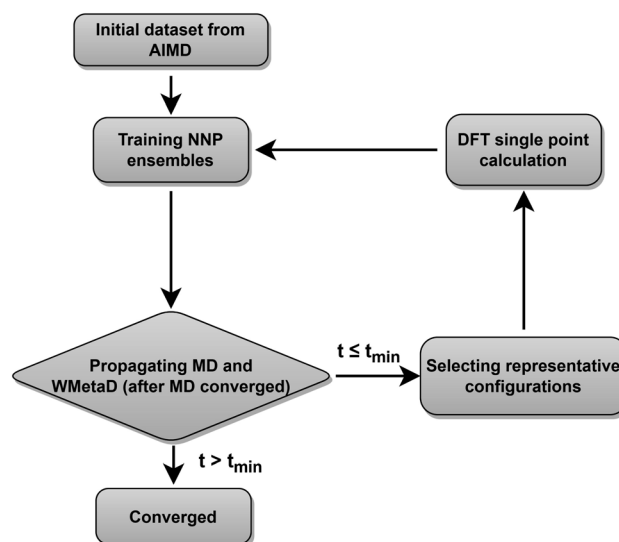 Initial dataset from
AIMD
Training NNP
ensembles
DFT single point
calculation
Propagating MD and
WMetaD (after MD converged)
t ≤ tmin
Selecting representative
configurations
t > tmin
Converged